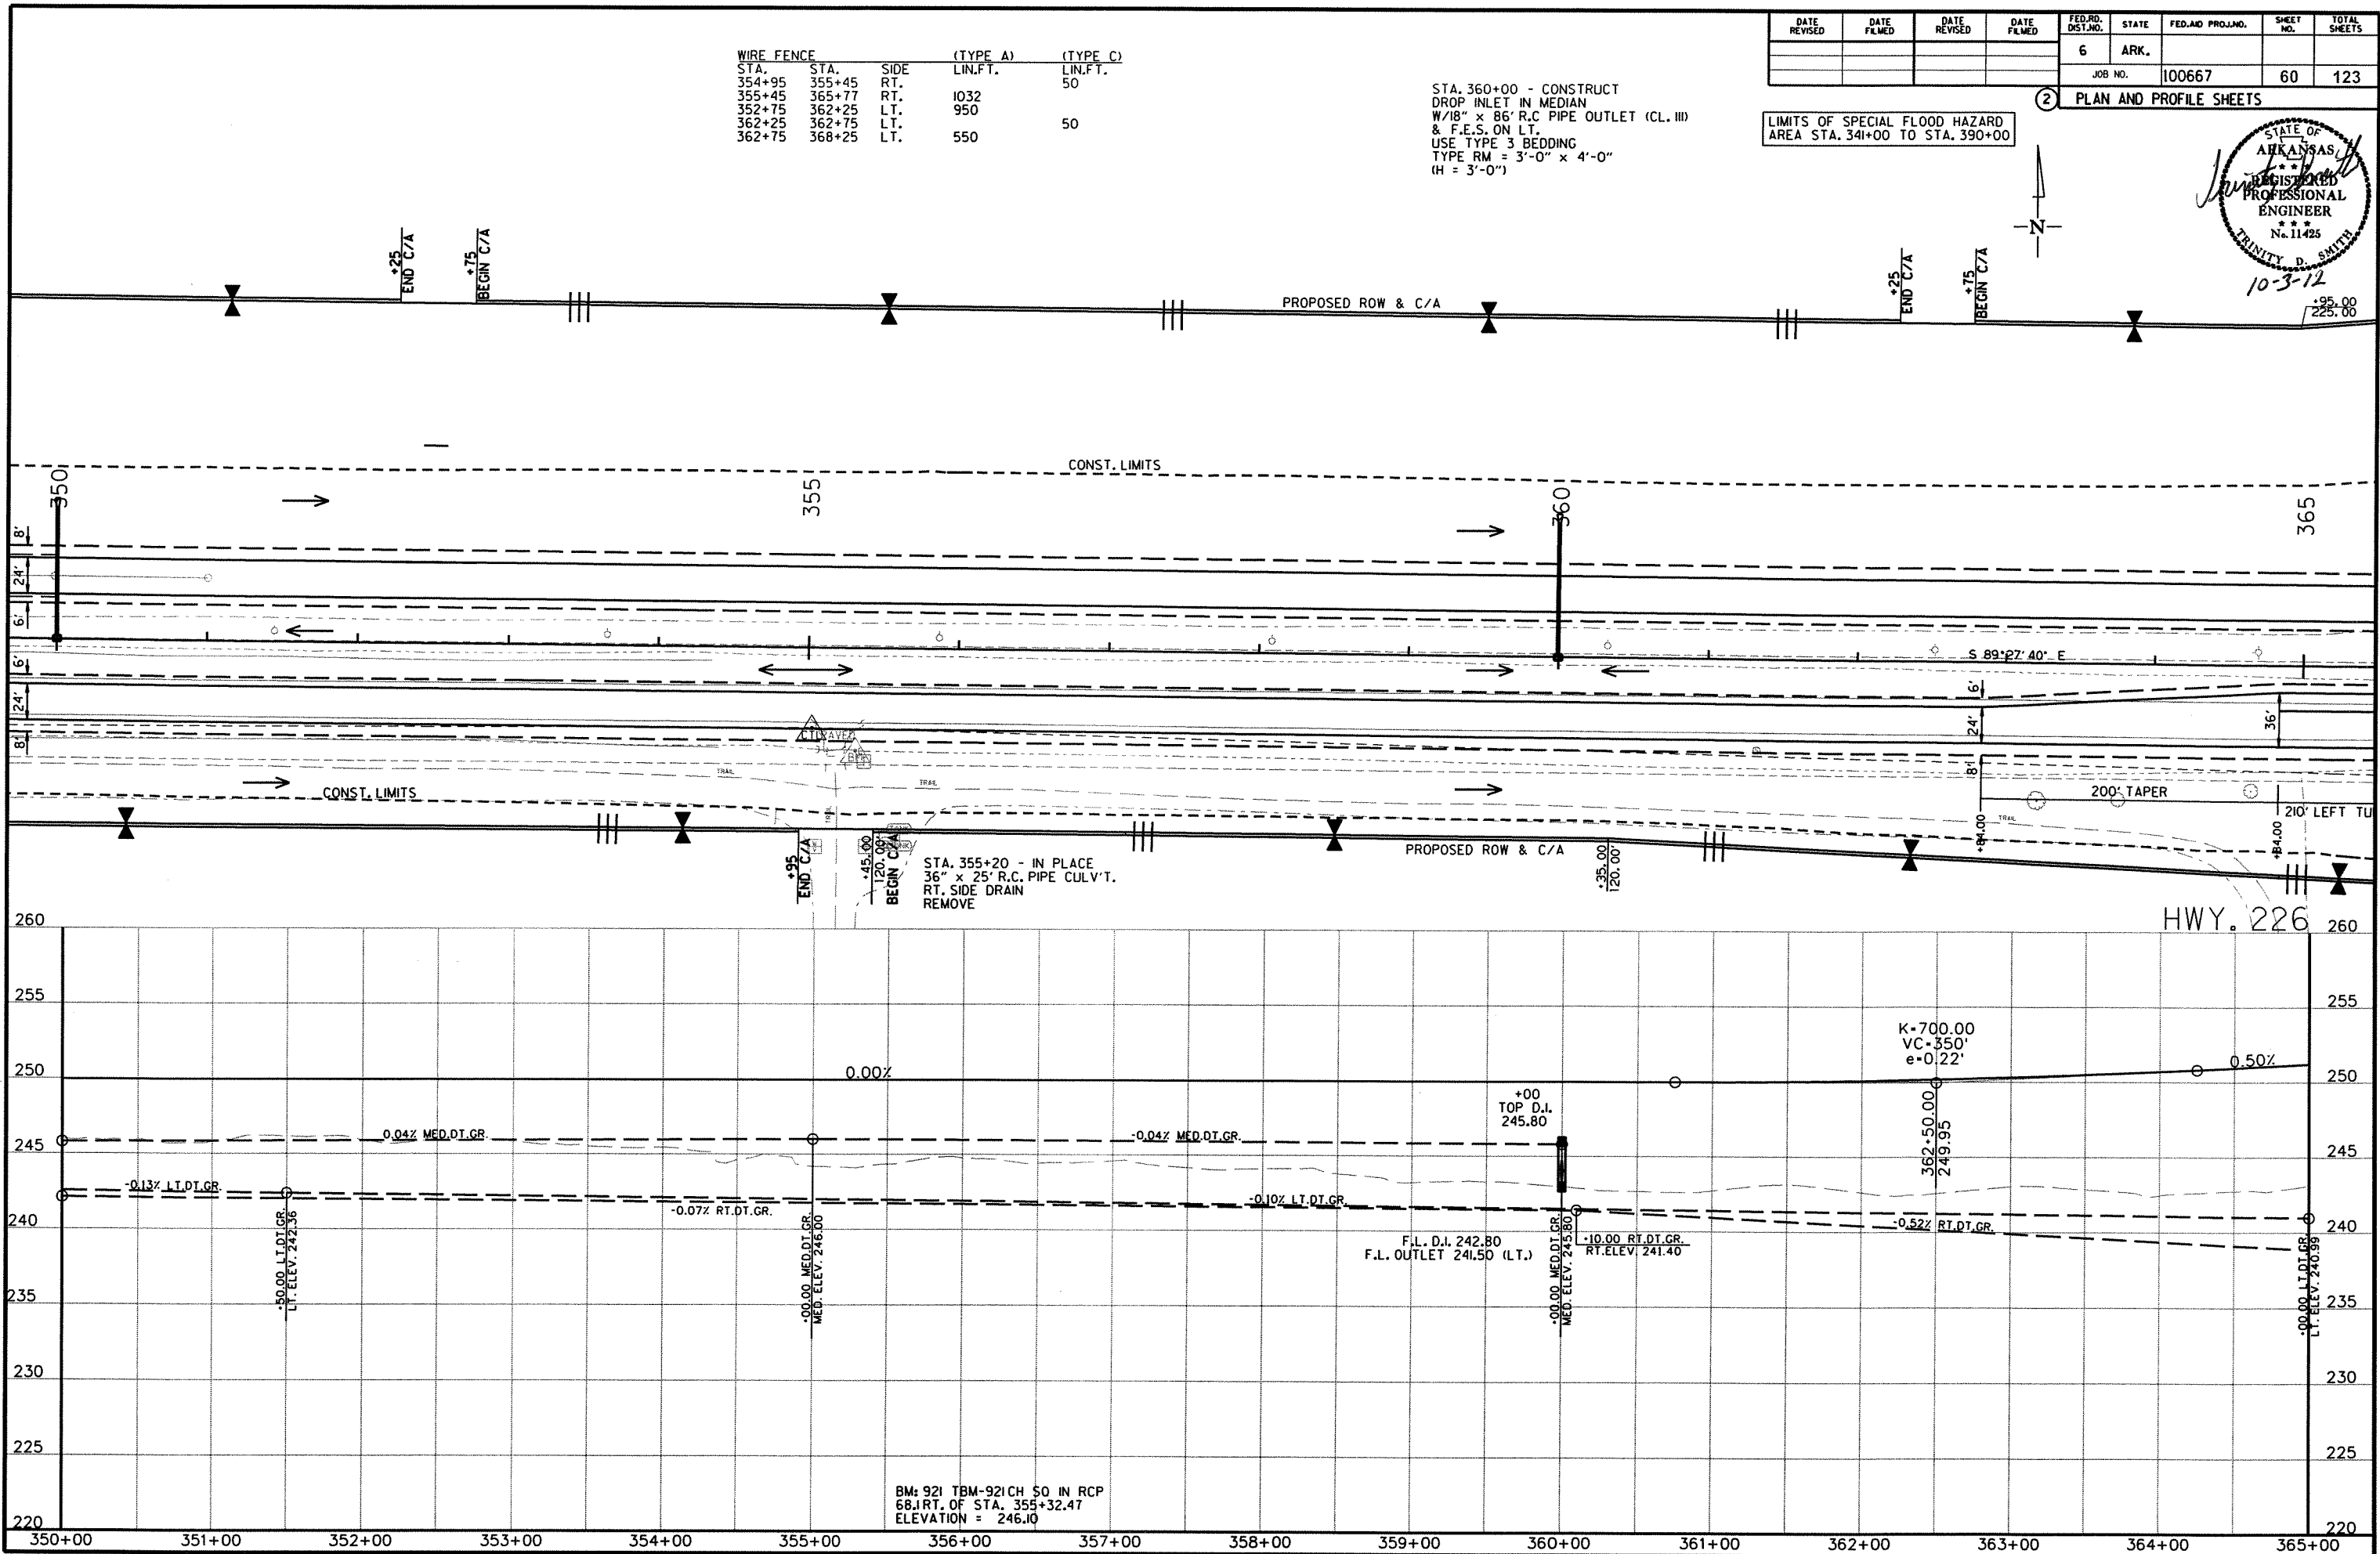 WIRE FENCE (TYPE A) (TYPE C)
STA. STA. SIDE LIN.FT. LIN.FT.
354+95 355+45 RT. 50
355+45 365+77 RT. 1032
352+75 362+25 LT. 950
362+25 362+75 LT. 50
362+75 368+25 LT. 550
STA. 360+00 - CONSTRUCT
DROP INLET IN MEDIAN
W/18" x 86' R.C PIPE OUTLET (CL. III)
& F.E.S. ON LT.
USE TYPE 3 BEDDING
TYPE RM = 3'-0" x 4'-0"
(H = 3'-0")
DATE REVISED DATE FILMED DATE REVISED DATE FILMED FED.RD. DIST.NO. STATE FED.AID PROJ.NO. SHEET NO. TOTAL SHEETS
6 ARK.
JOB NO. 100667 60 123
2 PLAN AND PROFILE SHEETS
LIMITS OF SPECIAL FLOOD HAZARD
AREA STA. 341+00 TO STA. 390+00
STATE OF
ARKANSAS
REGISTERED
PROFESSIONAL
ENGINEER
No. 11425
TRINITY D. SMITH
10-3-12
N
+25
END C/A
+75
BEGIN C/A
PROPOSED ROW & C/A
+25
END C/A
+75
BEGIN C/A
+95.00
225.00
CONST. LIMITS
350
355
360
365
8'
24'
6'
6'
24'
8'
S 89°27'40" E
6'
24'
8'
36'
TRAIL
TRAIL
TRAIL
TRAIL
CONST. LIMITS
200' TAPER
210' LEFT TU
+84.00
+84.00
+95
END C/A
+45.00
120.00'
BEGIN C/A
STA. 355+20 - IN PLACE
36" x 25' R.C. PIPE CULV'T.
RT. SIDE DRAIN
REMOVE
PROPOSED ROW & C/A
+35.00
120.00'
HWY. 226
260 260
255 255
250 250
245 245
240 240
235 235
230 230
225 225
220 220
0.00%
K=700.00
VC=350'
e=0.22'
0.50%
362+50.00
249.95
+00
TOP D.I.
245.80
0.04% MED.DT.GR.
-0.04% MED.DT.GR.
-0.13% LT.DT.GR.
-0.07% RT.DT.GR.
-0.10% LT.DT.GR.
-0.52% RT.DT.GR.
+50.00 LT.DT.GR.
LT. ELEV. 242.36
+00.00 MED.DT.GR.
MED. ELEV. 246.00
F.L. D.I. 242.80
F.L. OUTLET 241.50 (LT.)
+00.00 MED.DT.GR.
MED. ELEV. 245.80
+10.00 RT.DT.GR.
RT.ELEV. 241.40
+00.00 LT.DT.GR.
LT. ELEV. 240.99
BM: 921 TBM-921 CH SQ IN RCP
68.1 RT. OF STA. 355+32.47
ELEVATION = 246.10
350+00 351+00 352+00 353+00 354+00 355+00 356+00 357+00 358+00 359+00 360+00 361+00 362+00 363+00 364+00 365+00